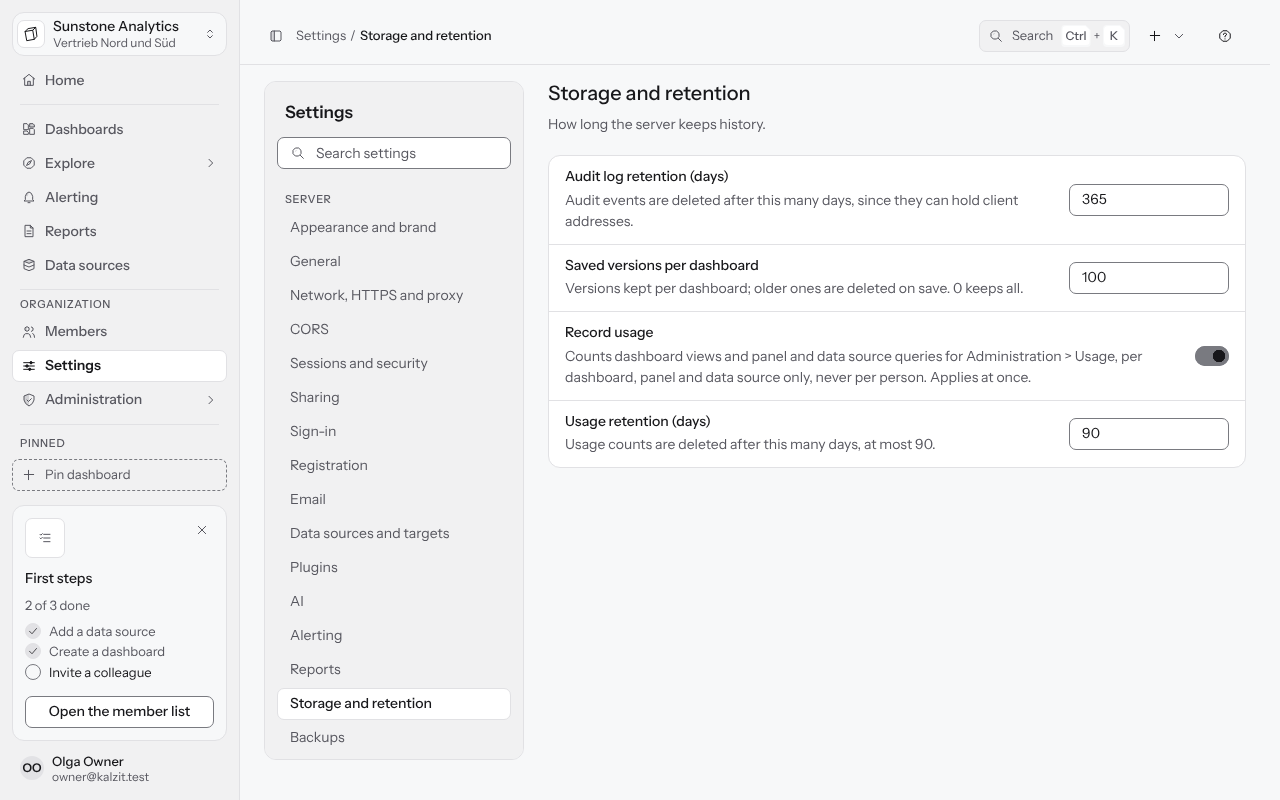 Sunstone Analytics
Vertrieb Nord und Süd
Home
Dashboards
Explore
Alerting
Reports
Data sources
ORGANIZATION
Members
Settings
Administration
PINNED
Pin dashboard
First steps
2 of 3 done
Add a data source
Create a dashboard
Invite a colleague
Open the member list
OO
Olga Owner
owner@kalzit.test
Settings / Storage and retention
Search Ctrl + K
Settings
Search settings
SERVER
Appearance and brand
General
Network, HTTPS and proxy
CORS
Sessions and security
Sharing
Sign-in
Registration
Email
Data sources and targets
Plugins
AI
Alerting
Reports
Storage and retention
Backups
Storage and retention
How long the server keeps history.
Audit log retention (days)
Audit events are deleted after this many days, since they can hold client
addresses.
365
Saved versions per dashboard
Versions kept per dashboard; older ones are deleted on save. 0 keeps all.
100
Record usage
Counts dashboard views and panel and data source queries for Administration > Usage, per
dashboard, panel and data source only, never per person. Applies at once.
Usage retention (days)
Usage counts are deleted after this many days, at most 90.
90